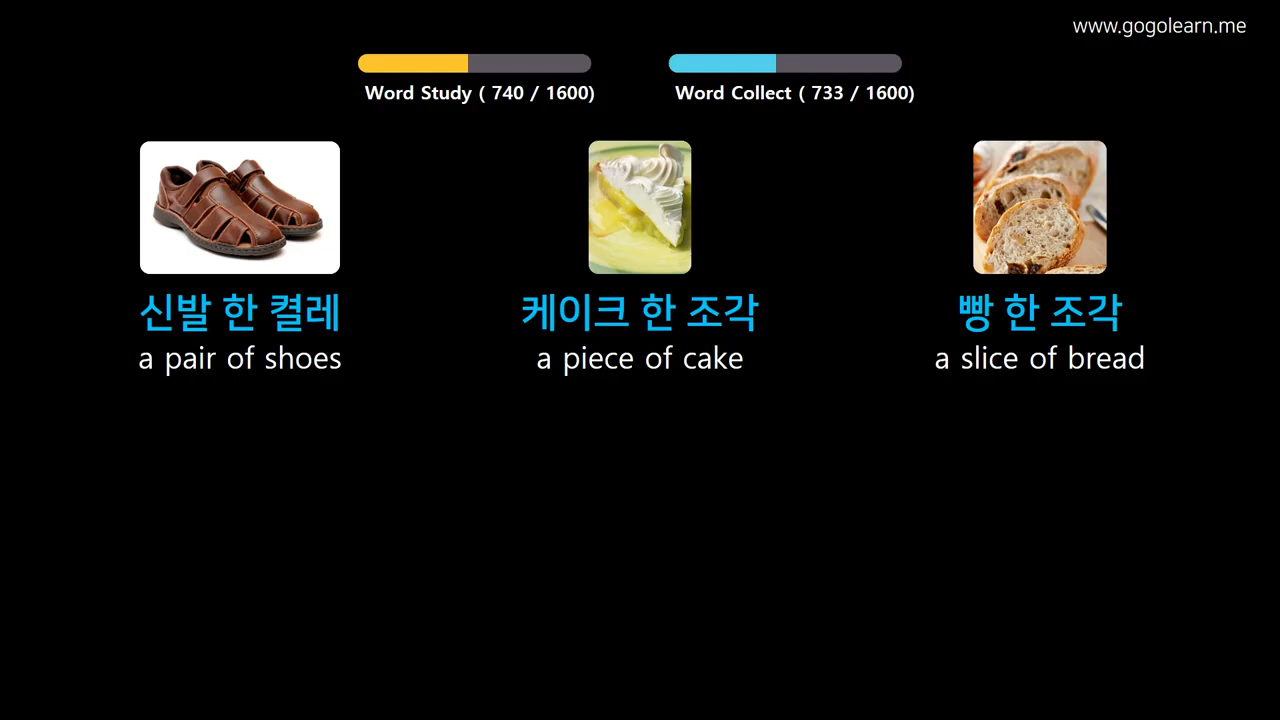 www.gogolearn.me
Word Study ( 740 / 1600)
Word Collect ( 733 / 1600)
신발 한 켤레
a pair of shoes
케이크 한 조각
a piece of cake
빵 한 조각
a slice of bread